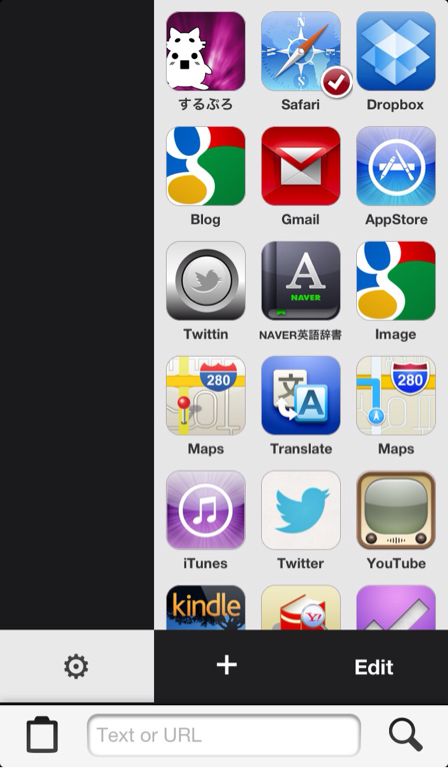 するぷろ
Safari
Dropbox
Blog
Gmail
AppStore
A
NAVER
Twittin
NAVER英語辞書
Image
280
280
文
A
Maps
Translate
Maps
iTunes
Twitter
YouTube
kindle
Y!
+
Edit
Text or URL